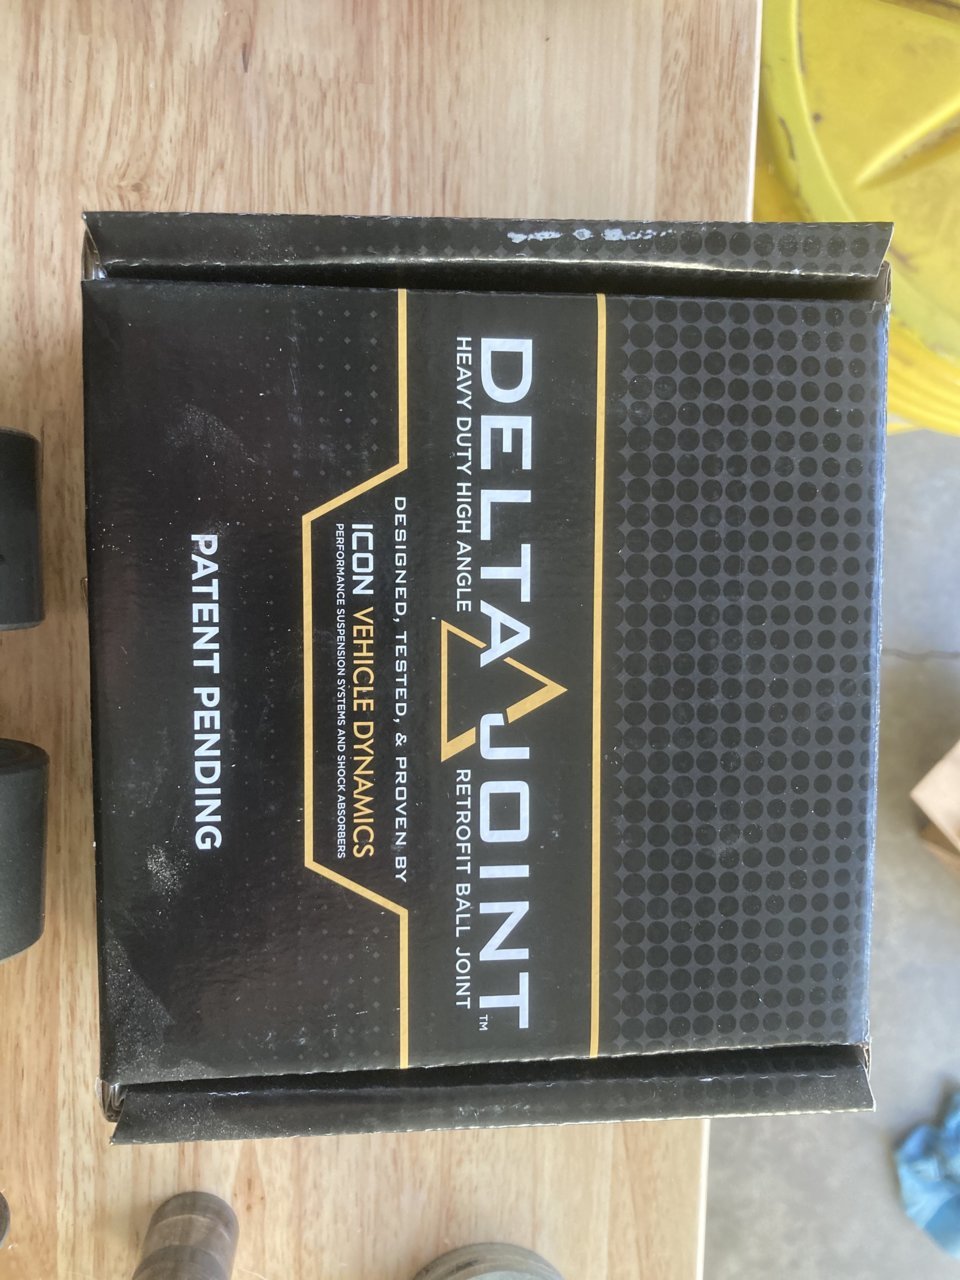 DELTA JOINT™
HEAVY DUTY HIGH ANGLE RETROFIT BALL JOINT
DESIGNED, TESTED, & PROVEN BY
ICON VEHICLE DYNAMICS
PERFORMANCE SUSPENSION SYSTEMS AND SHOCK ABSORBERS
PATENT PENDING